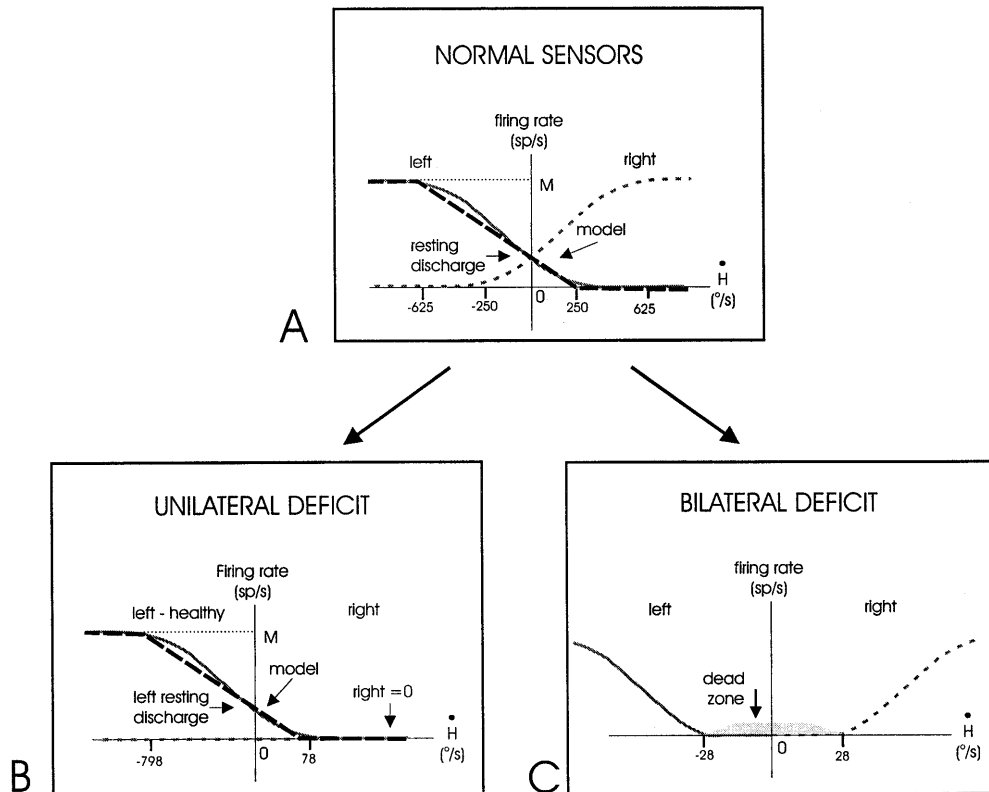 NORMAL SENSORS
firing rate
(sp/s)
left
right
M
model
resting
discharge
Ḣ
(°/s)
0
-625
-250
250
625
A
UNILATERAL DEFICIT
Firing rate
(sp/s)
left - healthy
right
M
model
right =0
left resting
discharge
Ḣ
(°/s)
0
-798
78
B
BILATERAL DEFICIT
firing rate
(sp/s)
left
right
dead
zone
Ḣ
(°/s)
0
-28
28
C